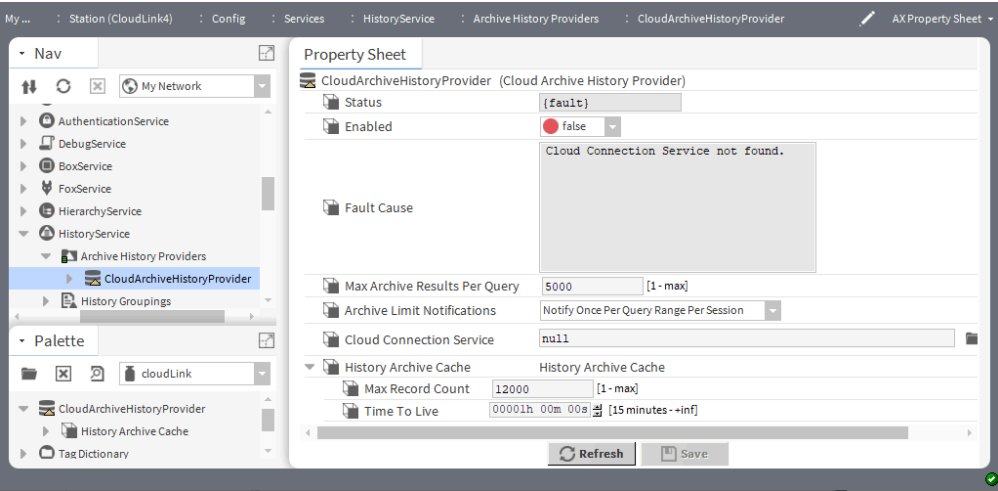 My ... : Station (CloudLink4) : Config : Services : HistoryService : Archive History Providers : CloudArchiveHistoryProvider AX Property Sheet
Nav
My Network
AuthenticationService
DebugService
BoxService
FoxService
HierarchyService
HistoryService
Archive History Providers
CloudArchiveHistoryProvider
History Groupings
Palette
cloudLink
CloudArchiveHistoryProvider
History Archive Cache
Tag Dictionary
Property Sheet
CloudArchiveHistoryProvider (Cloud Archive History Provider)
Status {fault}
Enabled false
Fault Cause Cloud Connection Service not found.
Max Archive Results Per Query 5000 [1 - max]
Archive Limit Notifications Notify Once Per Query Range Per Session
Cloud Connection Service null
History Archive Cache History Archive Cache
Max Record Count 12000 [1 - max]
Time To Live 00001h 00m 00s [15 minutes - +inf]
Refresh Save